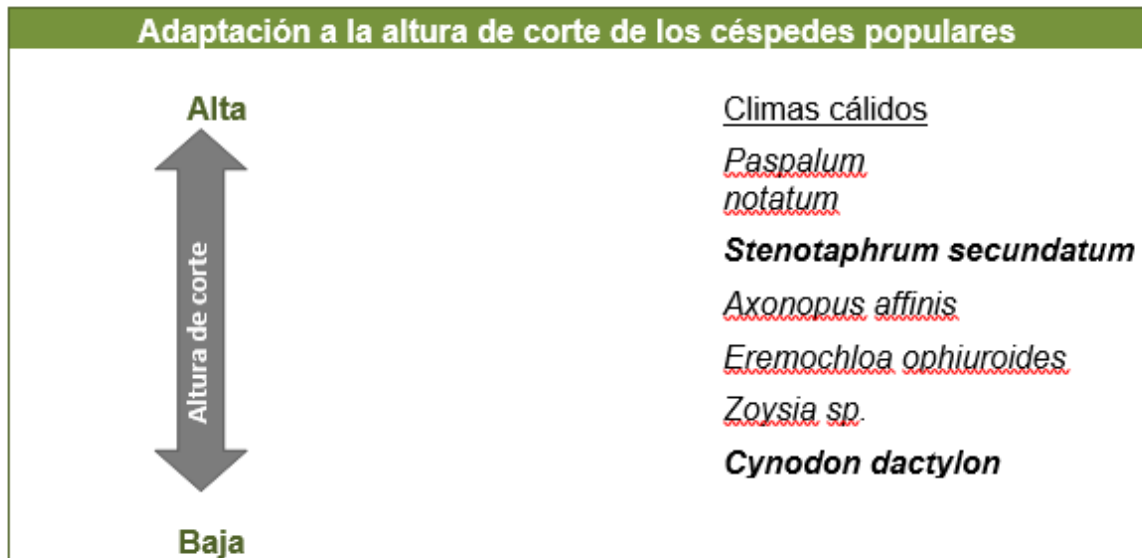 Adaptación a la altura de corte de los céspedes populares
Alta
Altura de corte
Baja
Climas cálidos
Paspalum
notatum
Stenotaphrum secundatum
Axonopus affinis
Eremochloa ophiuroides
Zoysia sp.
Cynodon dactylon